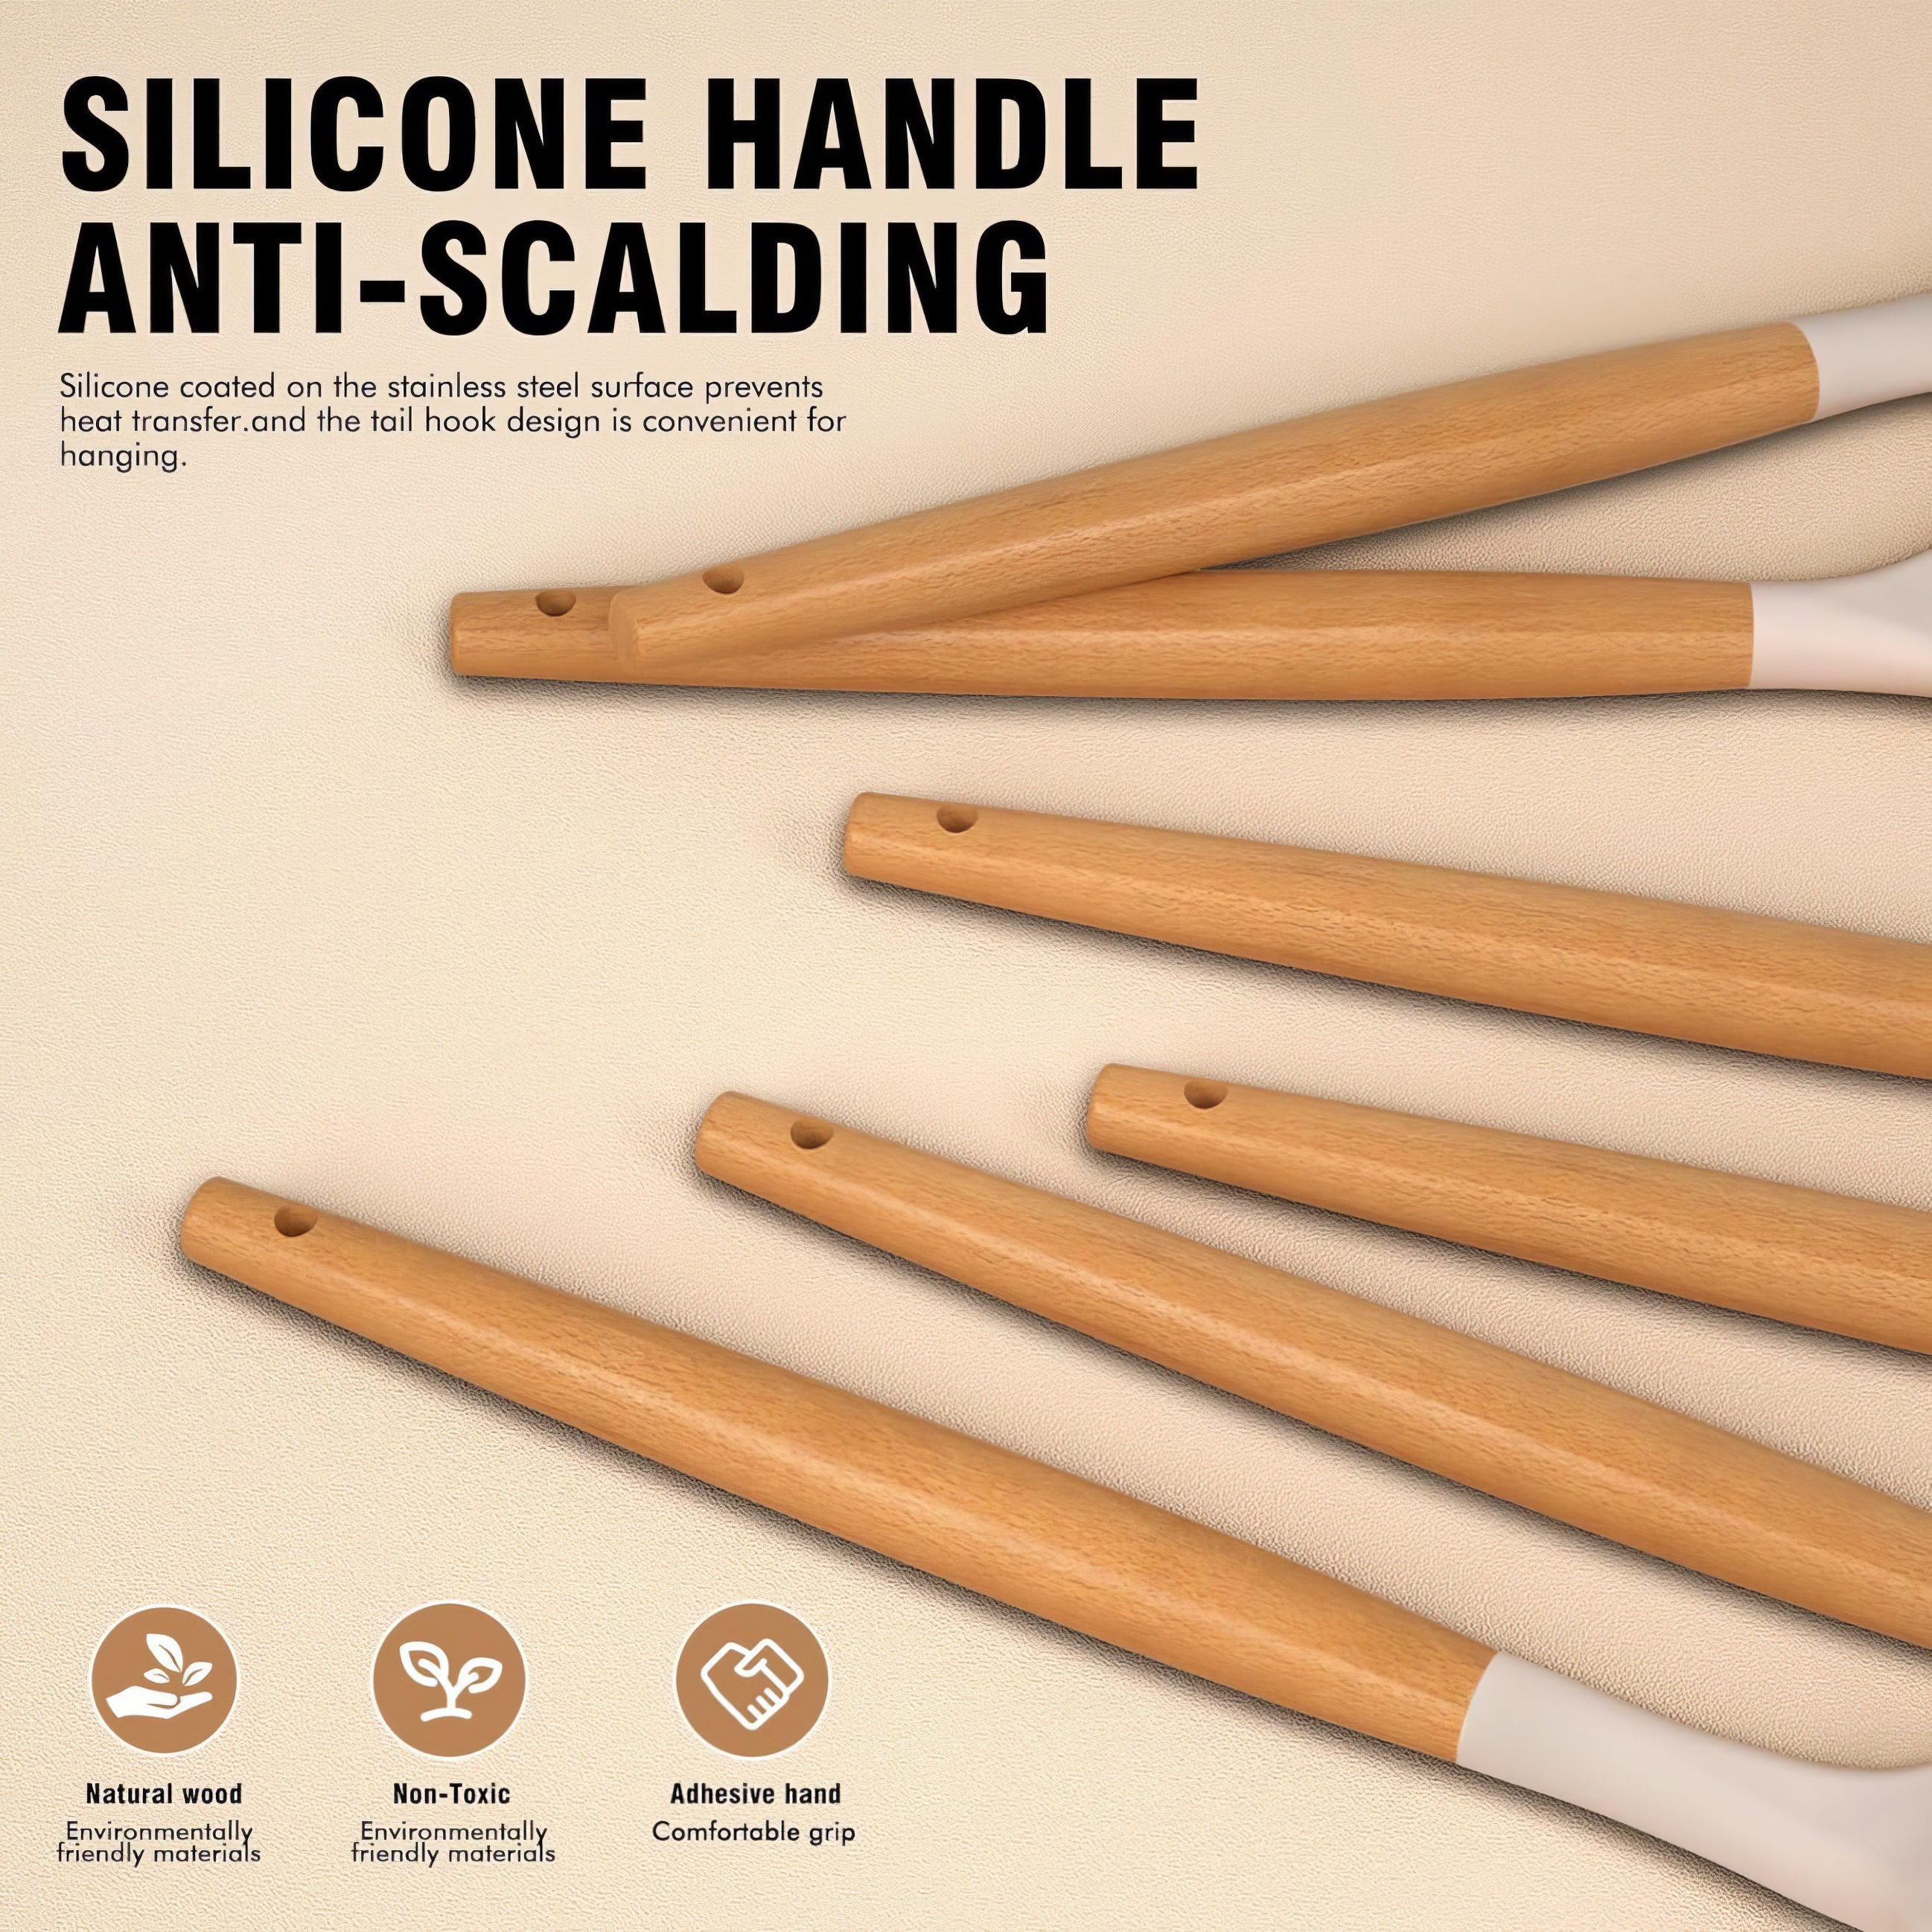 SILICONE HANDLE
ANTI-SCALDING
Silicone coated on the stainless steel surface prevents
heat transfer.and the tail hook design is convenient for
hanging.
Natural wood
Environmentally
friendly materials
Non-Toxic
Environmentally
friendly materials
Adhesive hand
Comfortable grip